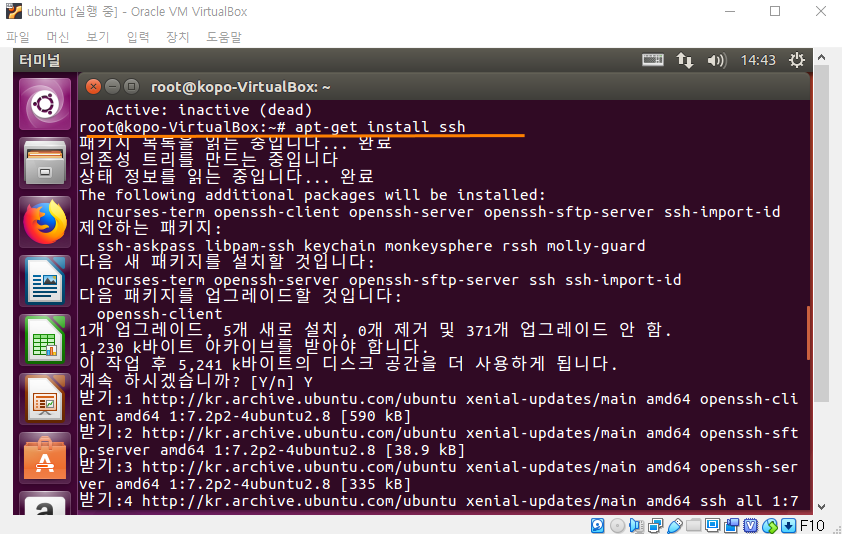 ubuntu [실행 중] - Oracle VM VirtualBox
파일 머신 보기 입력 장치 도움말
터미널 14:43
root@kopo-VirtualBox: ~
Active: inactive (dead)
root@kopo-VirtualBox:~# apt-get install ssh
패키지 목록을 읽는 중입니다... 완료
의존성 트리를 만드는 중입니다
상태 정보를 읽는 중입니다... 완료
The following additional packages will be installed:
ncurses-term openssh-client openssh-server openssh-sftp-server ssh-import-id
제안하는 패키지:
ssh-askpass libpam-ssh keychain monkeysphere rssh molly-guard
다음 새 패키지를 설치할 것입니다:
ncurses-term openssh-server openssh-sftp-server ssh ssh-import-id
다음 패키지를 업그레이드할 것입니다:
openssh-client
1개 업그레이드, 5개 새로 설치, 0개 제거 및 371개 업그레이드 안 함.
1,230 k바이트 아카이브를 받아야 합니다.
이 작업 후 5,241 k바이트의 디스크 공간을 더 사용하게 됩니다.
계속 하시겠습니까? [Y/n] Y
받기:1 http://kr.archive.ubuntu.com/ubuntu xenial-updates/main amd64 openssh-cli
ent amd64 1:7.2p2-4ubuntu2.8 [590 kB]
받기:2 http://kr.archive.ubuntu.com/ubuntu xenial-updates/main amd64 openssh-sft
p-server amd64 1:7.2p2-4ubuntu2.8 [38.9 kB]
받기:3 http://kr.archive.ubuntu.com/ubuntu xenial-updates/main amd64 openssh-ser
ver amd64 1:7.2p2-4ubuntu2.8 [335 kB]
받기:4 http://kr.archive.ubuntu.com/ubuntu xenial-updates/main amd64 ssh all 1:7
F10